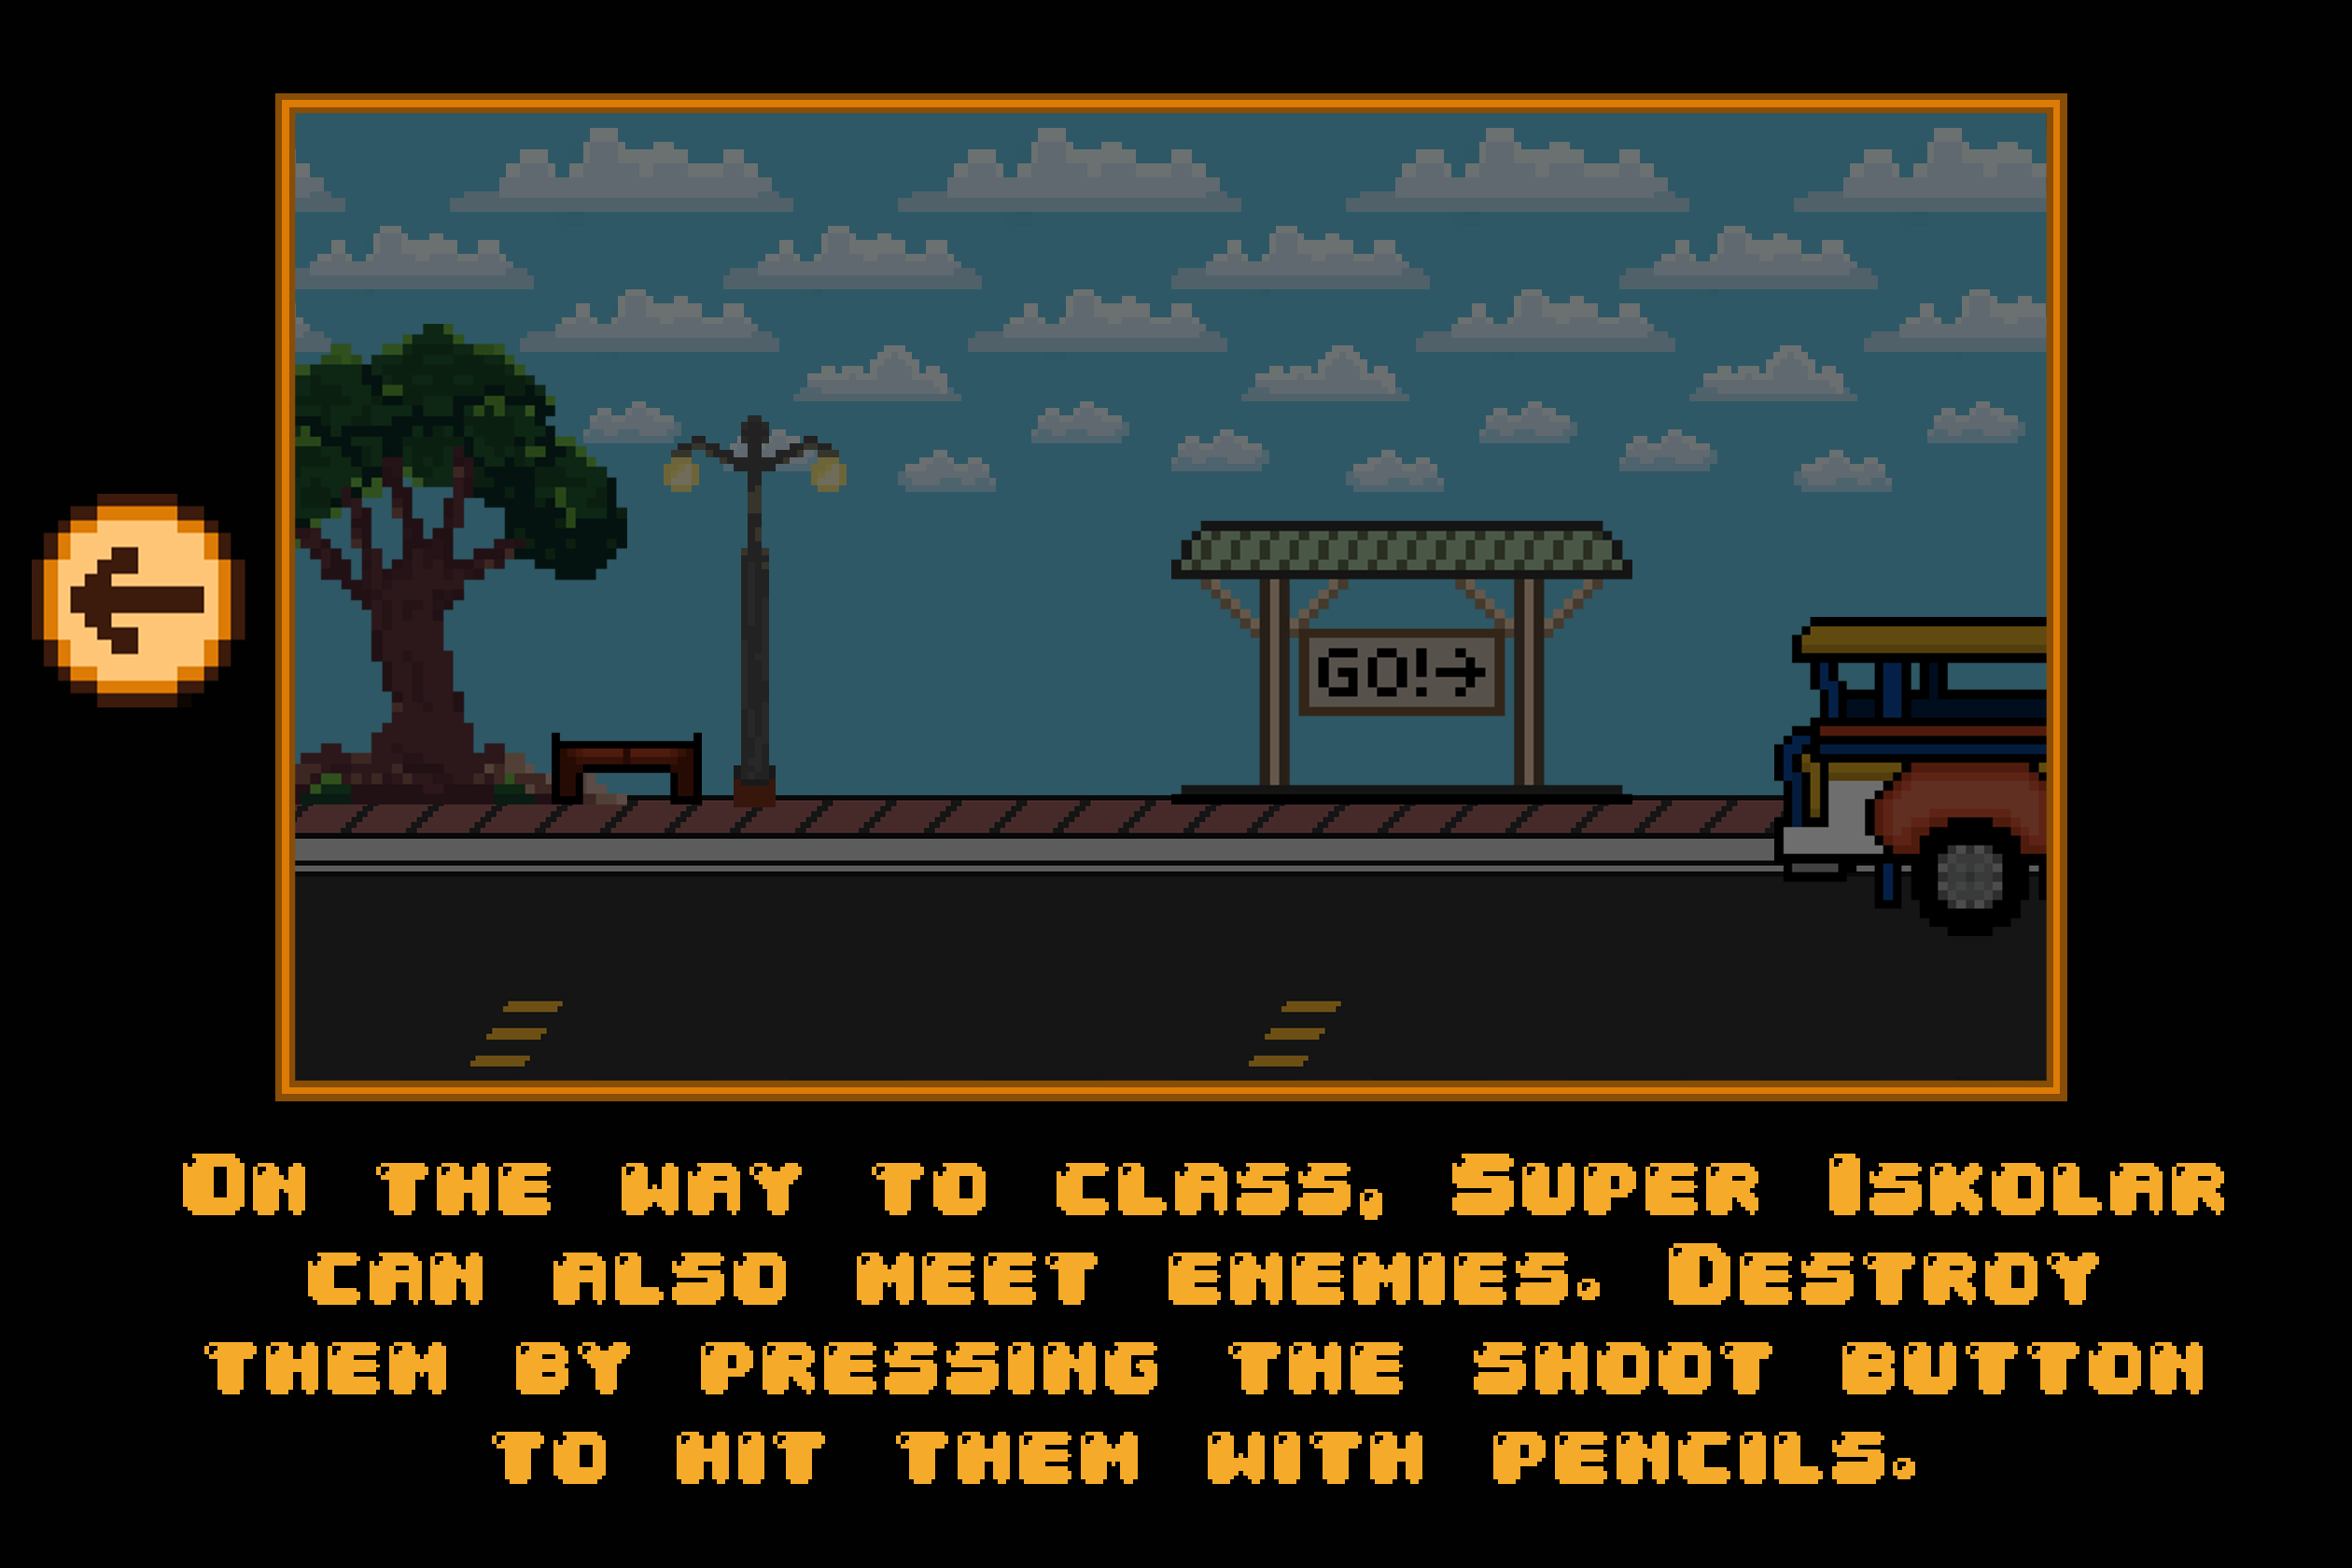 GO!→
On the way to class, Super Iskolar
can also meet enemies. Destroy
them by pressing the shoot button
to hit them with pencils.